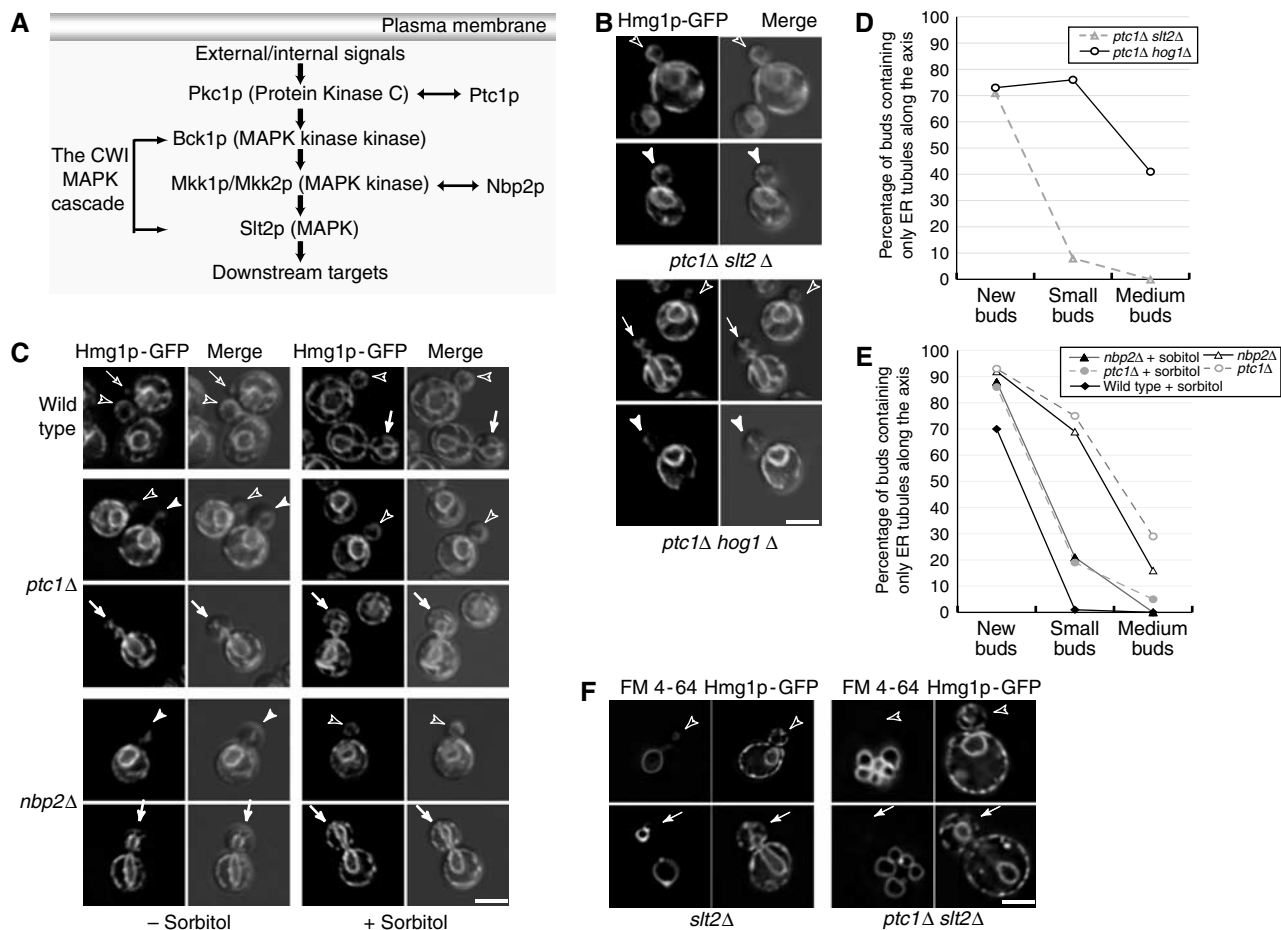 A
Plasma membrane
External/internal signals
Pkc1p (Protein Kinase C)
Ptc1p
Bck1p (MAPK kinase kinase)
The CWI
MAPK
cascade
Mkk1p/Mkk2p (MAPK kinase)
Nbp2p
Slt2p (MAPK)
Downstream targets
B
Hmg1p-GFP
Merge
ptc1Δ slt2 Δ
ptc1Δ hog1 Δ
C
Hmg1p-GFP
Merge
Hmg1p-GFP
Merge
Wild
type
ptc1Δ
nbp2Δ
– Sorbitol
+ Sorbitol
D
Percentage of buds containing
only ER tubules along the axis
100
90
80
70
60
50
40
30
20
10
0
ptc1Δ slt2Δ
ptc1Δ hog1Δ
New
buds
Small
buds
Medium
buds
E
Percentage of buds containing
only ER tubules along the axis
100
90
80
70
60
50
40
30
20
10
0
nbp2Δ + sobitol
nbp2Δ
ptc1Δ + sorbitol
ptc1Δ
Wild type + sorbitol
New
buds
Small
buds
Medium
buds
F
FM 4-64
Hmg1p-GFP
FM 4-64
Hmg1p-GFP
slt2Δ
ptc1Δ slt2Δ